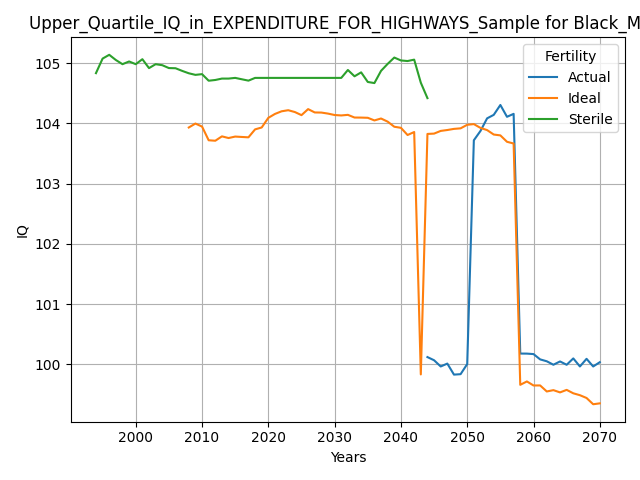 Upper_Quartile_IQ_in_EXPENDITURE_FOR_HIGHWAYS_Sample for Black_M
Fertility
Actual
Ideal
Sterile
105
104
103
102
101
100
IQ
2000 2010 2020 2030 2040 2050 2060 2070
Years